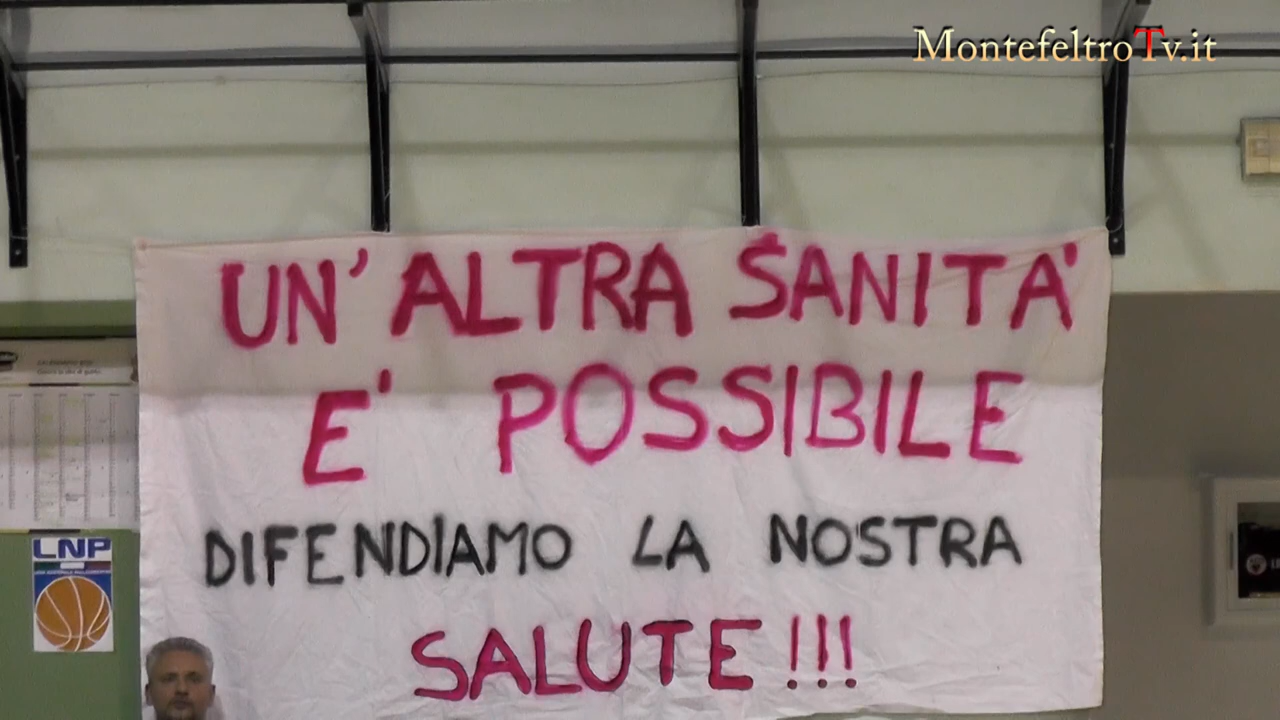 MontefeltroTv.it
UN'ALTRA SANITA'
E' POSSIBILE
DIFENDIAMO LA NOSTRA
SALUTE!!!
LNP